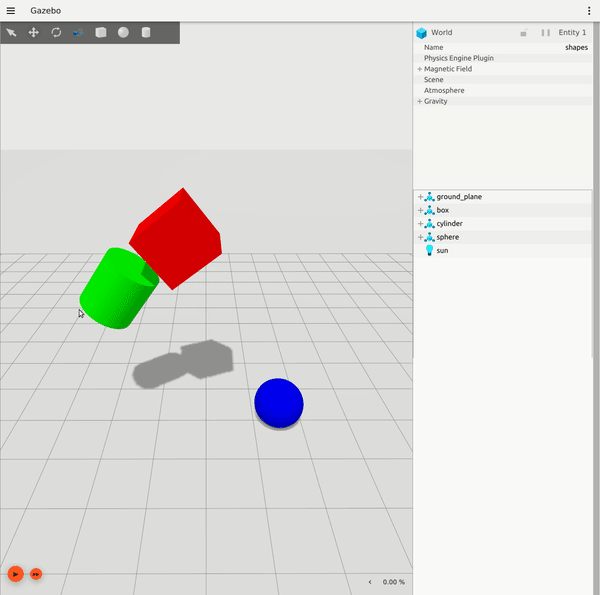 Gazebo
World
Entity 1
Name shapes
Physics Engine Plugin
+ Magnetic Field
Scene
Atmosphere
+ Gravity
+ ground_plane
+ box
+ cylinder
+ sphere
sun
0.00 %